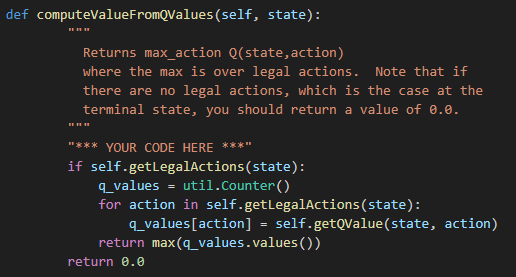 def computeValueFromQValues(self, state):
"""
Returns max_action Q(state,action)
where the max is over legal actions.  Note that if
there are no legal actions, which is the case at the
terminal state, you should return a value of 0.0.
"""
"*** YOUR CODE HERE ***"
if self.getLegalActions(state):
q_values = util.Counter()
for action in self.getLegalActions(state):
q_values[action] = self.getQValue(state, action)
return max(q_values.values())
return 0.0